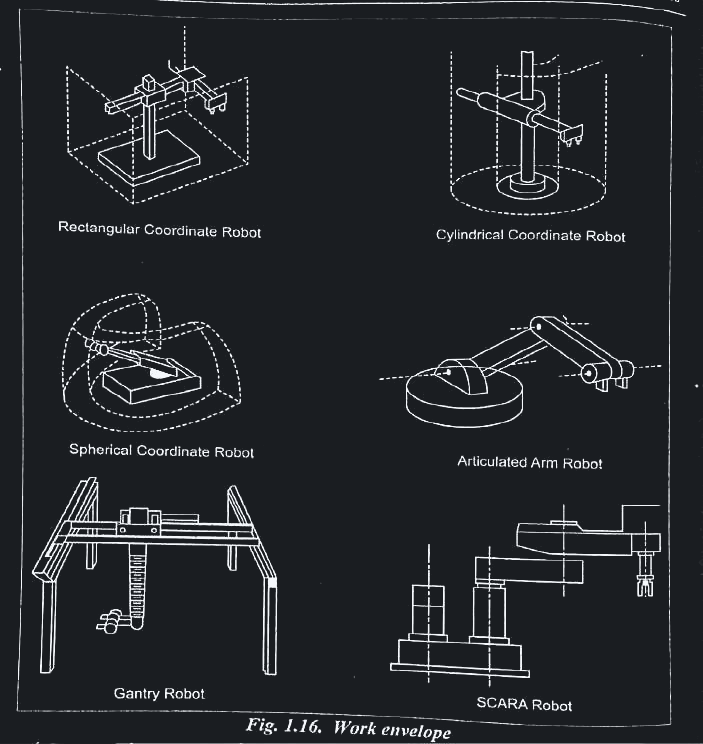 Rectangular Coordinate Robot
Cylindrical Coordinate Robot
Spherical Coordinate Robot
Articulated Arm Robot
Gantry Robot
SCARA Robot
Fig. 1.16. Work envelope